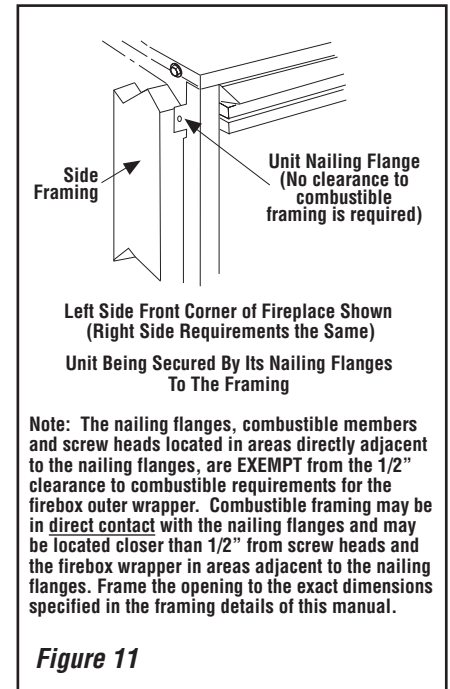 Side
Framing
Unit Nailing Flange
(No clearance to
combustible
framing is required)
Left Side Front Corner of Fireplace Shown
(Right Side Requirements the Same)
Unit Being Secured By Its Nailing Flanges
To The Framing
Note: The nailing flanges, combustible members
and screw heads located in areas directly adjacent
to the nailing flanges, are EXEMPT from the 1/2”
clearance to combustible requirements for the
firebox outer wrapper. Combustible framing may be
in direct contact with the nailing flanges and may
be located closer than 1/2” from screw heads and
the firebox wrapper in areas adjacent to the nailing
flanges. Frame the opening to the exact dimensions
specified in the framing details of this manual.
Figure 11